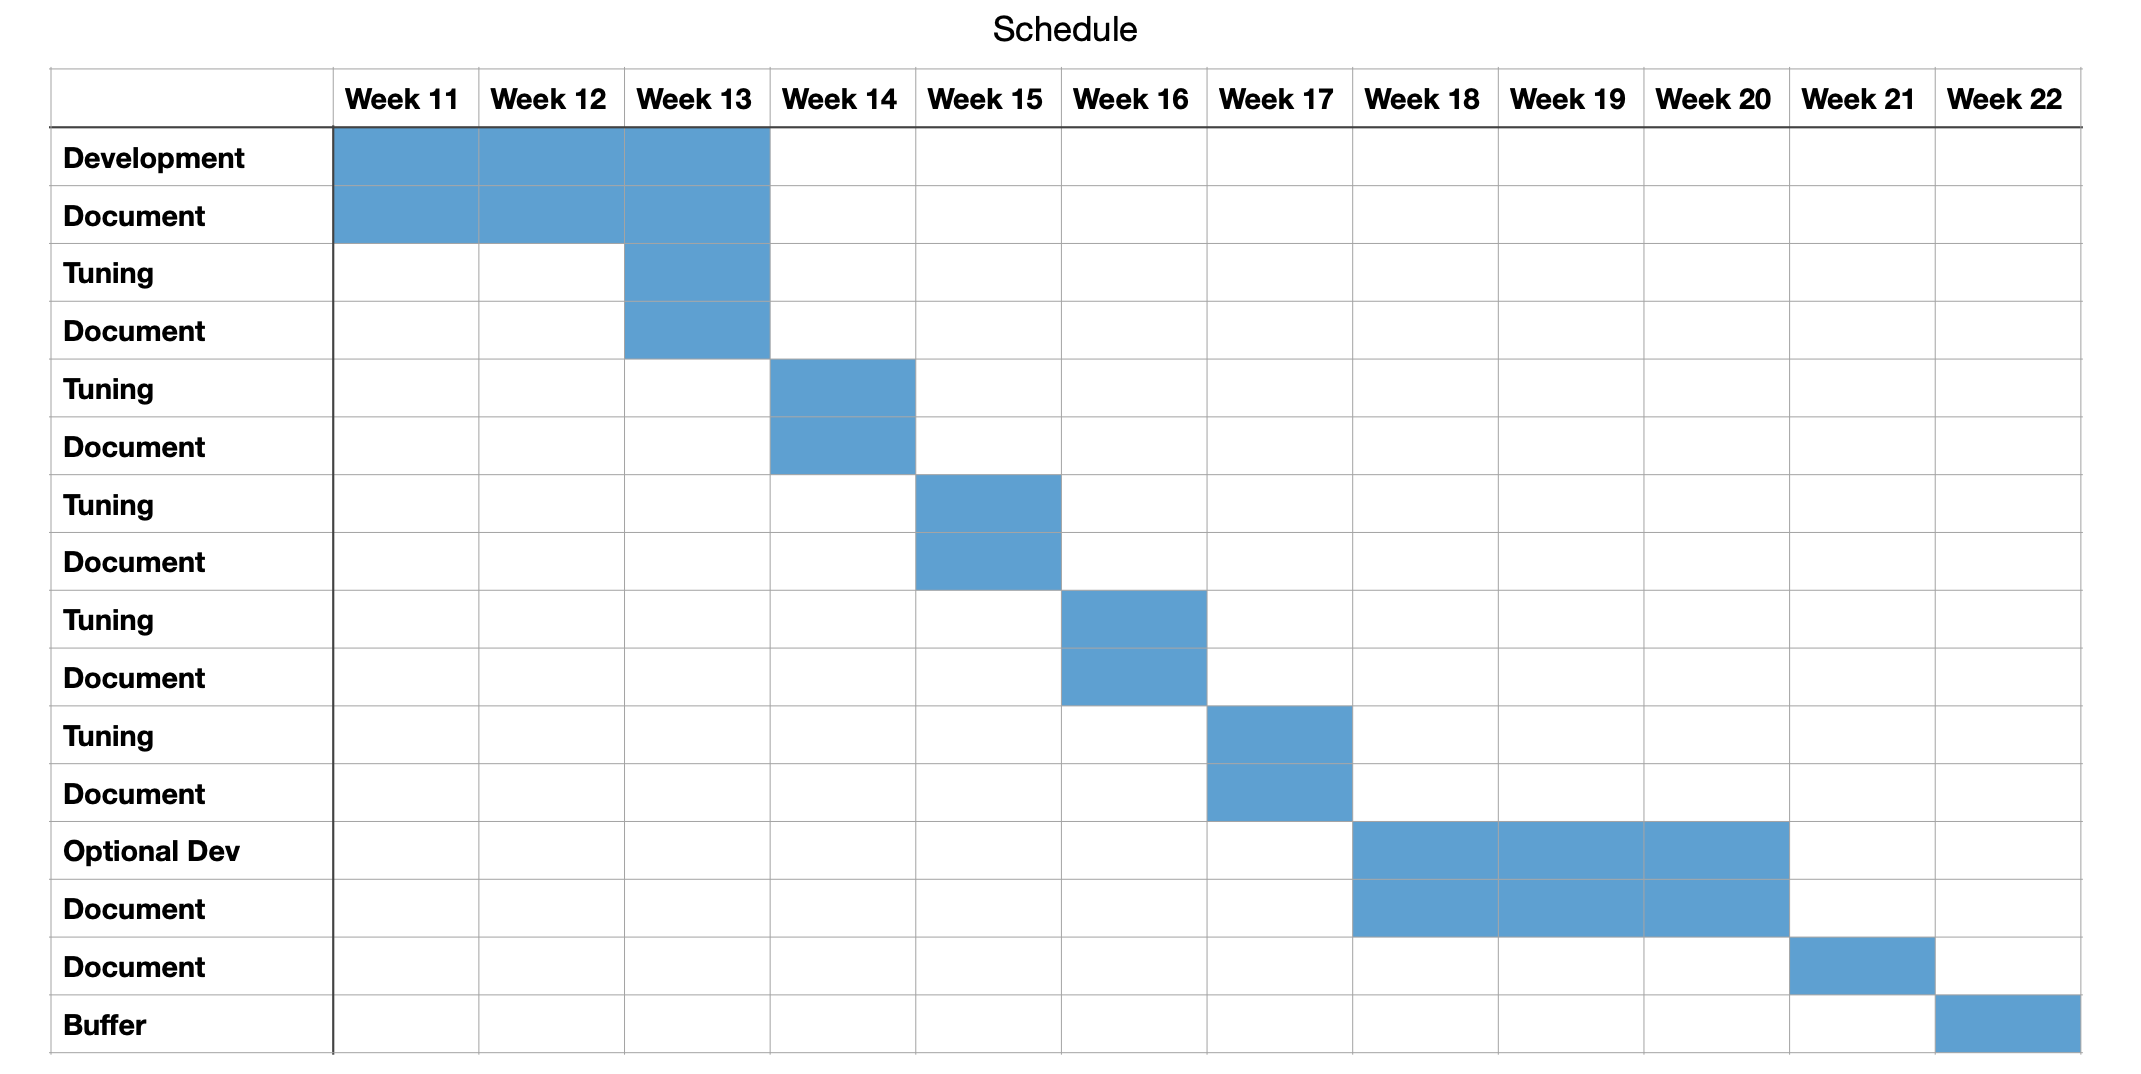 Schedule
Week 11 Week 12 Week 13 Week 14 Week 15 Week 16 Week 17 Week 18 Week 19 Week 20 Week 21 Week 22
Development
Document
Tuning
Document
Tuning
Document
Tuning
Document
Tuning
Document
Tuning
Document
Optional Dev
Document
Document
Buffer